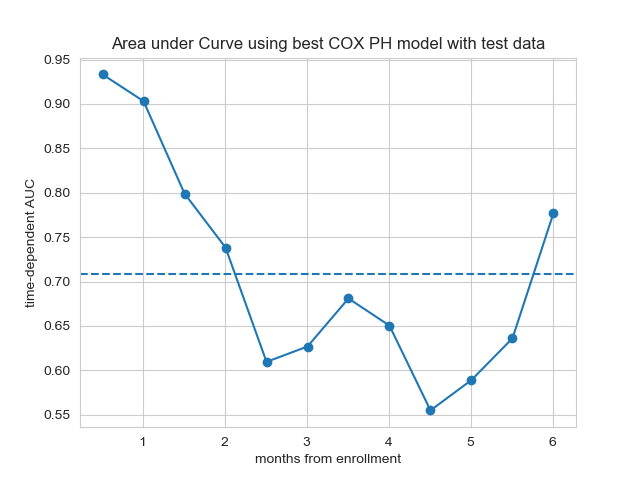 Area under Curve using best COX PH model with test data
0.95
0.90
0.85
0.80
0.75
0.70
0.65
0.60
0.55
time-dependent AUC
1 2 3 4 5 6
months from enrollment